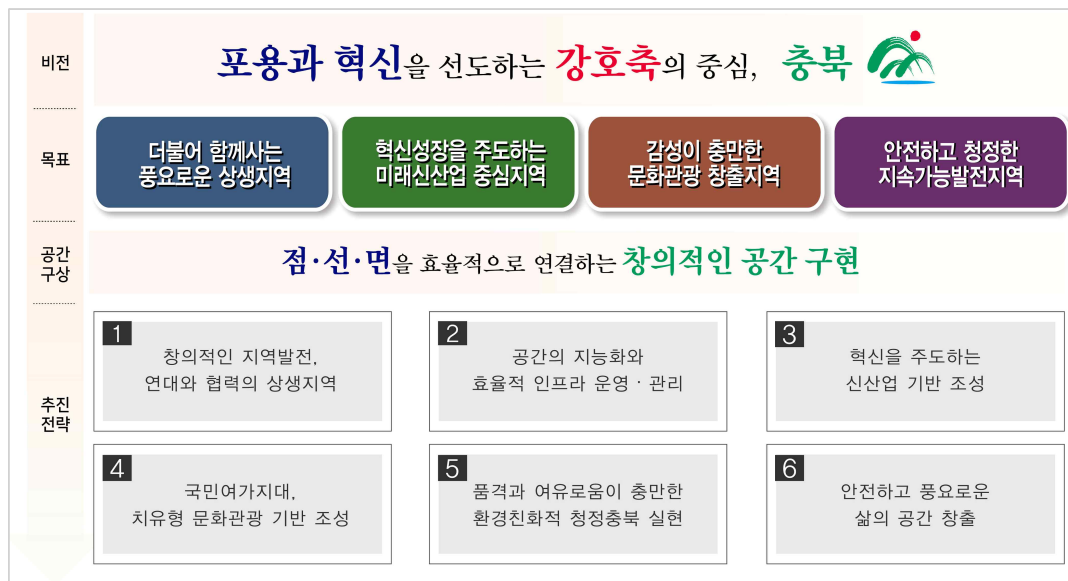 비전
포용과 혁신을 선도하는 강호축의 중심, 충북
목표
더불어 함께사는
풍요로운 상생지역
혁신성장을 주도하는
미래신산업 중심지역
감성이 충만한
문화관광 창출지역
안전하고 청정한
지속가능발전지역
공간
구상
점·선·면을 효율적으로 연결하는 창의적인 공간 구현
추진
전략
1
창의적인 지역발전,
연대와 협력의 상생지역
2
공간의 지능화와
효율적 인프라 운영·관리
3
혁신을 주도하는
신산업 기반 조성
4
국민여가지대,
치유형 문화관광 기반 조성
5
품격과 여유로움이 충만한
환경친화적 청정충북 실현
6
안전하고 풍요로운
삶의 공간 창출